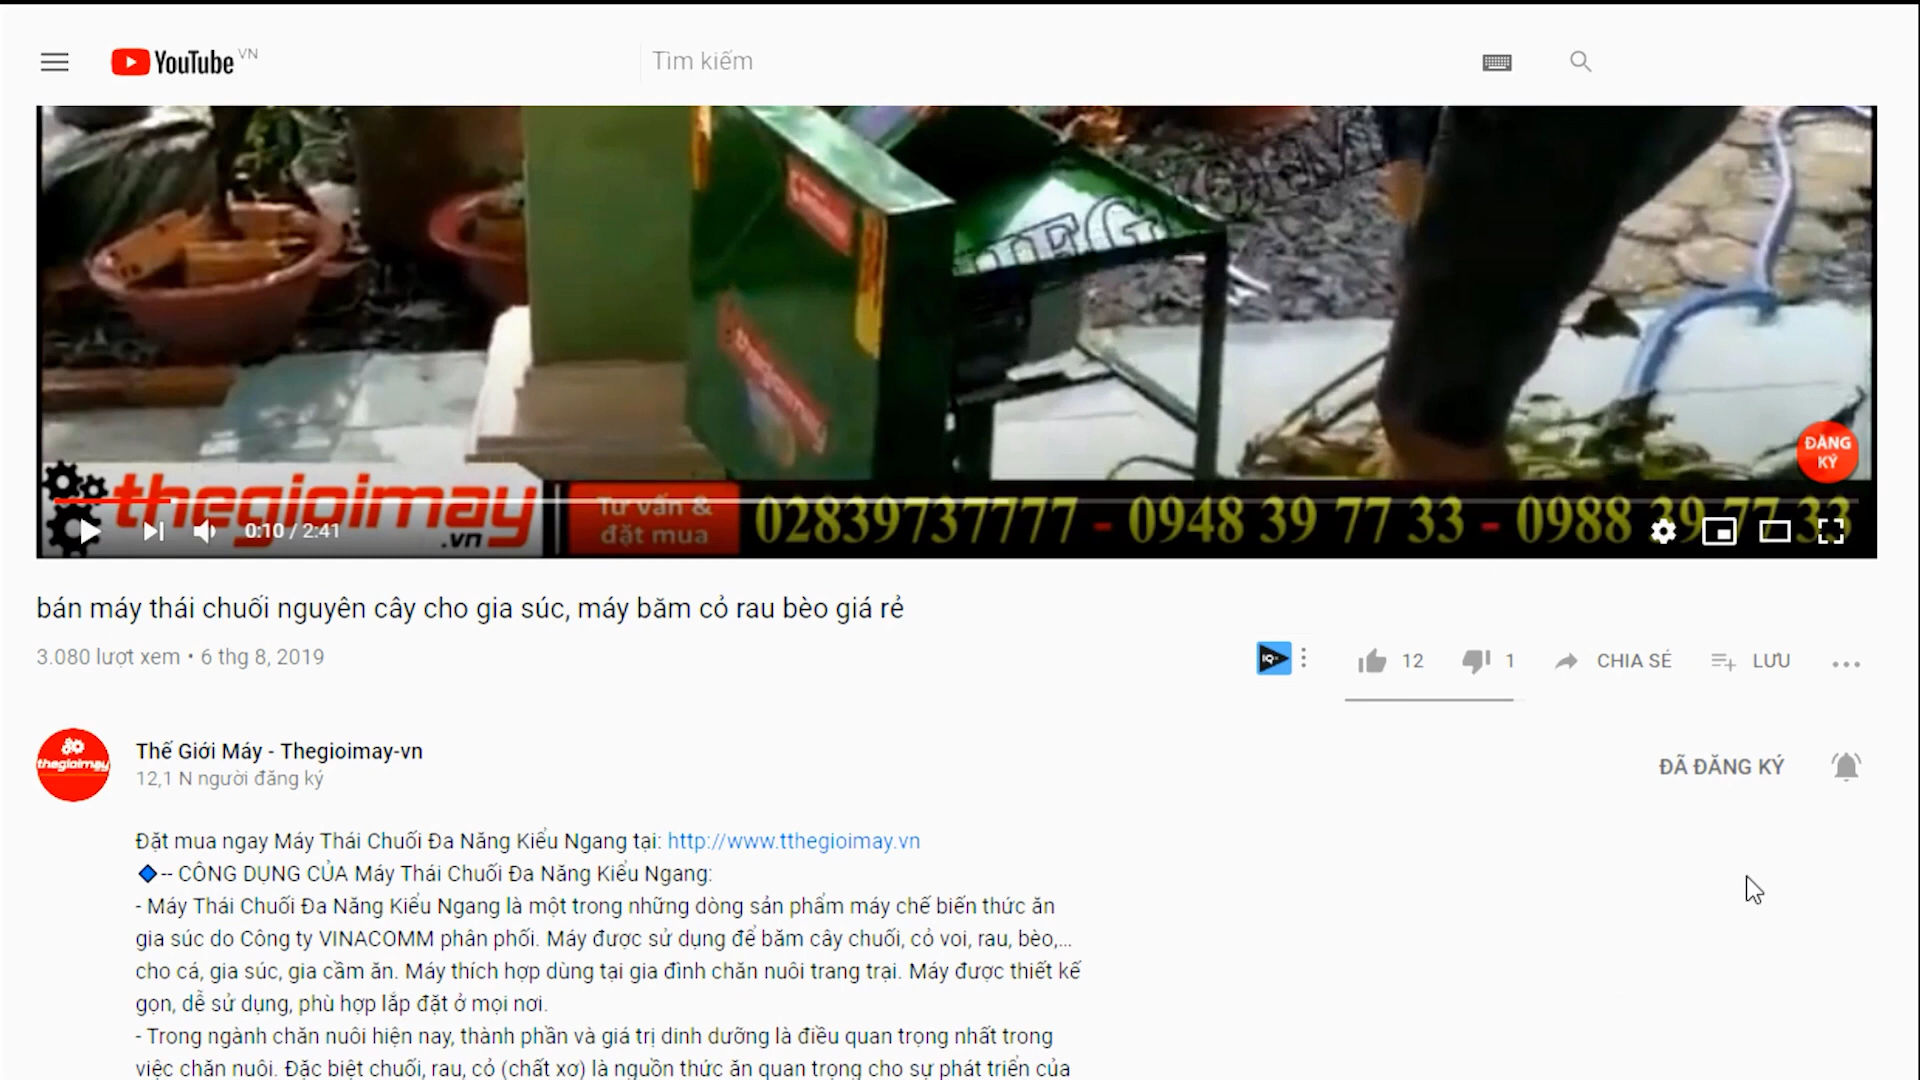 YouTube VN
Tìm kiếm
ĐĂNG
KÝ
thegioimay
.vn
Tư vấn &
đặt mua
02839737777 - 0948 39 77 33 - 0988 39 77 33
0:10 / 2:41
bán máy thái chuối nguyên cây cho gia súc, máy băm cỏ rau bèo giá rẻ
3.080 lượt xem • 6 thg 8, 2019
IQ
12
1
CHIA SẺ
LƯU
thegioimay
Thế Giới Máy - Thegioimay-vn
12,1 N người đăng ký
ĐÃ ĐĂNG KÝ
Đặt mua ngay Máy Thái Chuối Đa Năng Kiểu Ngang tại: http://www.tthegioimay.vn
-- CÔNG DỤNG CỦA Máy Thái Chuối Đa Năng Kiểu Ngang:
- Máy Thái Chuối Đa Năng Kiểu Ngang là một trong những dòng sản phẩm máy chế biến thức ăn
gia súc do Công ty VINACOMM phân phối. Máy được sử dụng để băm cây chuối, cỏ voi, rau, bèo,...
cho cá, gia súc, gia cầm ăn. Máy thích hợp dùng tại gia đình chăn nuôi trang trại. Máy được thiết kế
gọn, dễ sử dụng, phù hợp lắp đặt ở mọi nơi.
- Trong ngành chăn nuôi hiện nay, thành phần và giá trị dinh dưỡng là điều quan trọng nhất trong
việc chăn nuôi. Đặc biệt chuối, rau, cỏ (chất xơ) là nguồn thức ăn quan trọng cho sự phát triển của